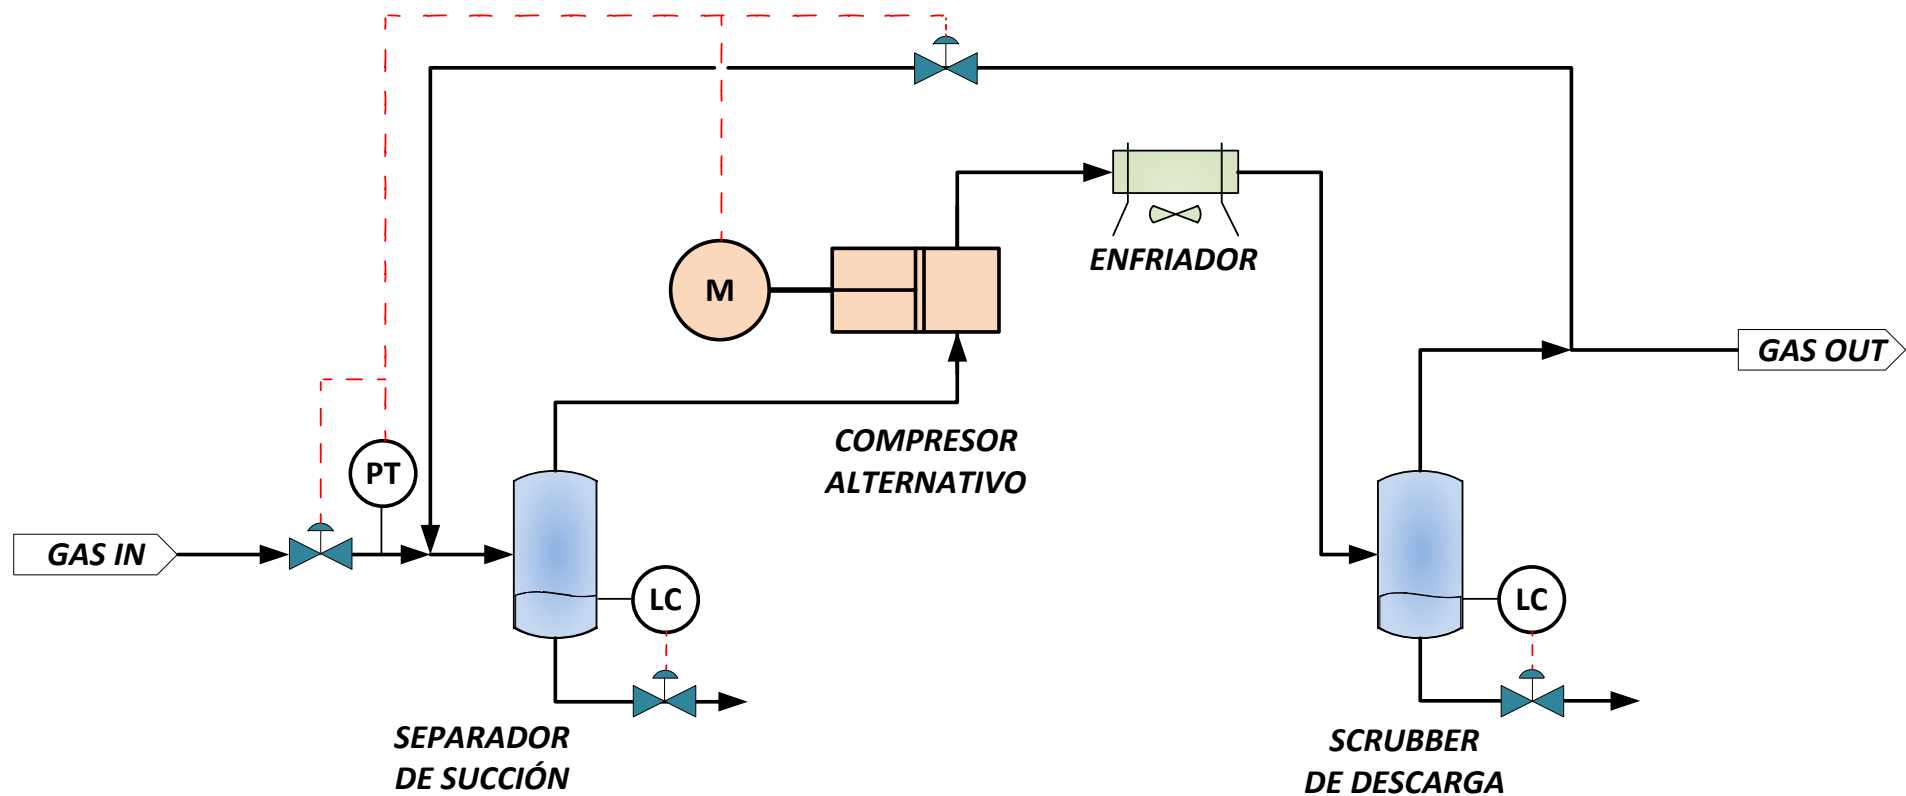 ENFRIADOR
M
GAS OUT
COMPRESOR
ALTERNATIVO
PT
GAS IN
LC
LC
SEPARADOR
DE SUCCIÓN
SCRUBBER
DE DESCARGA